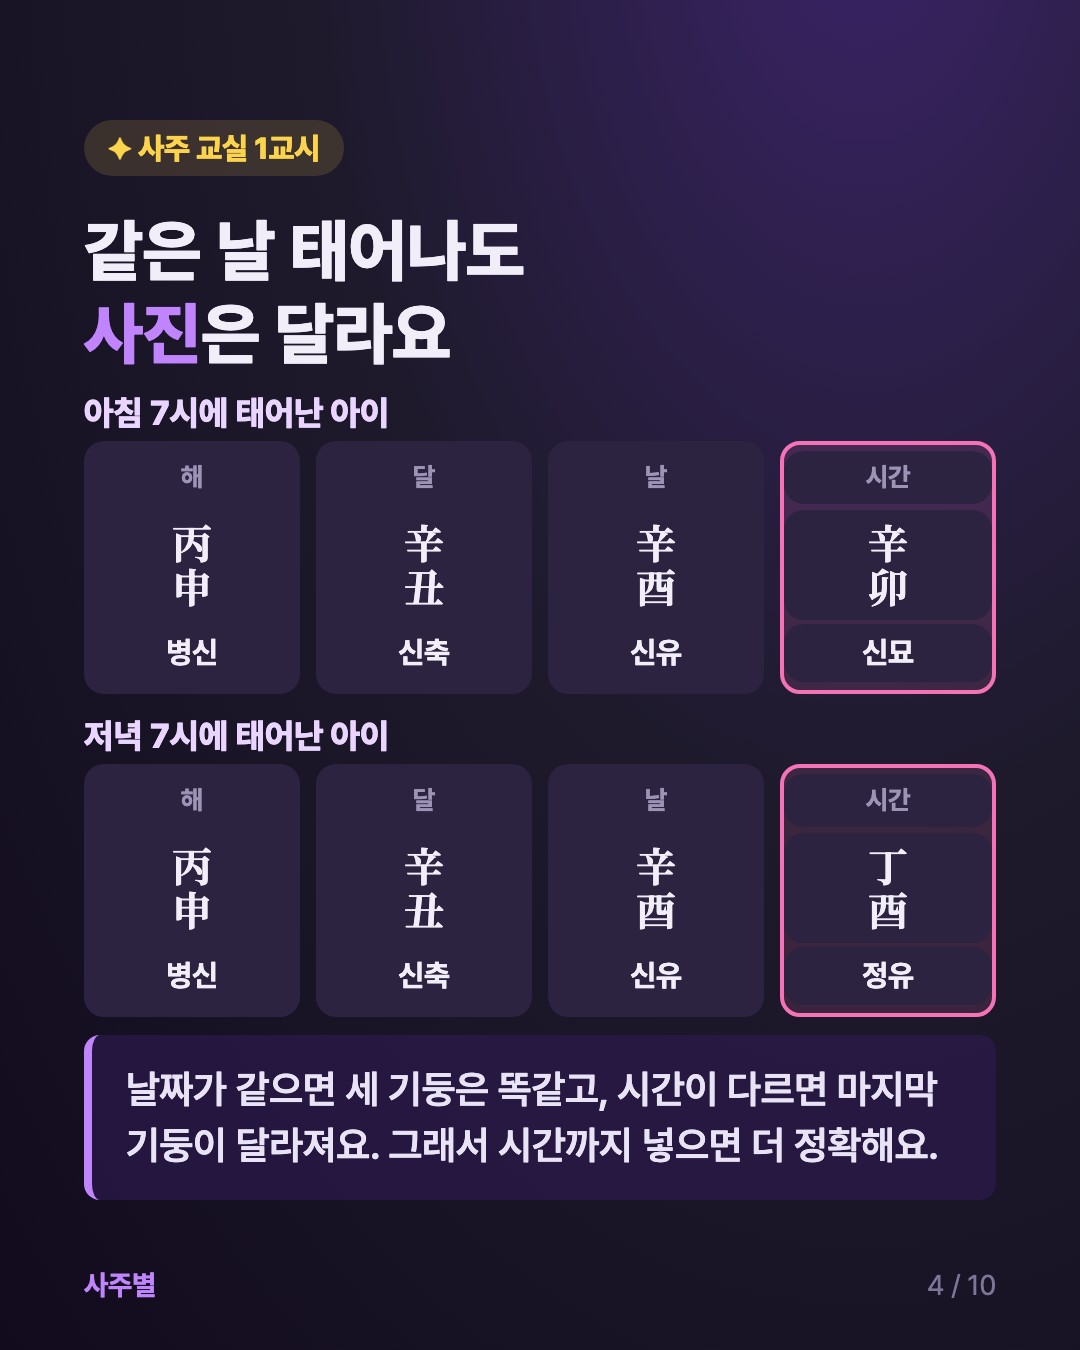 ✦ 사주 교실 1교시
같은 날 태어나도
사진은 달라요
아침 7시에 태어난 아이
해 달 날 시간
丙 辛 辛 辛
申 丑 酉 卯
병신 신축 신유 신묘
저녁 7시에 태어난 아이
해 달 날 시간
丙 辛 辛 丁
申 丑 酉 酉
병신 신축 신유 정유
날짜가 같으면 세 기둥은 똑같고, 시간이 다르면 마지막
기둥이 달라져요. 그래서 시간까지 넣으면 더 정확해요.
사주별
4 / 10